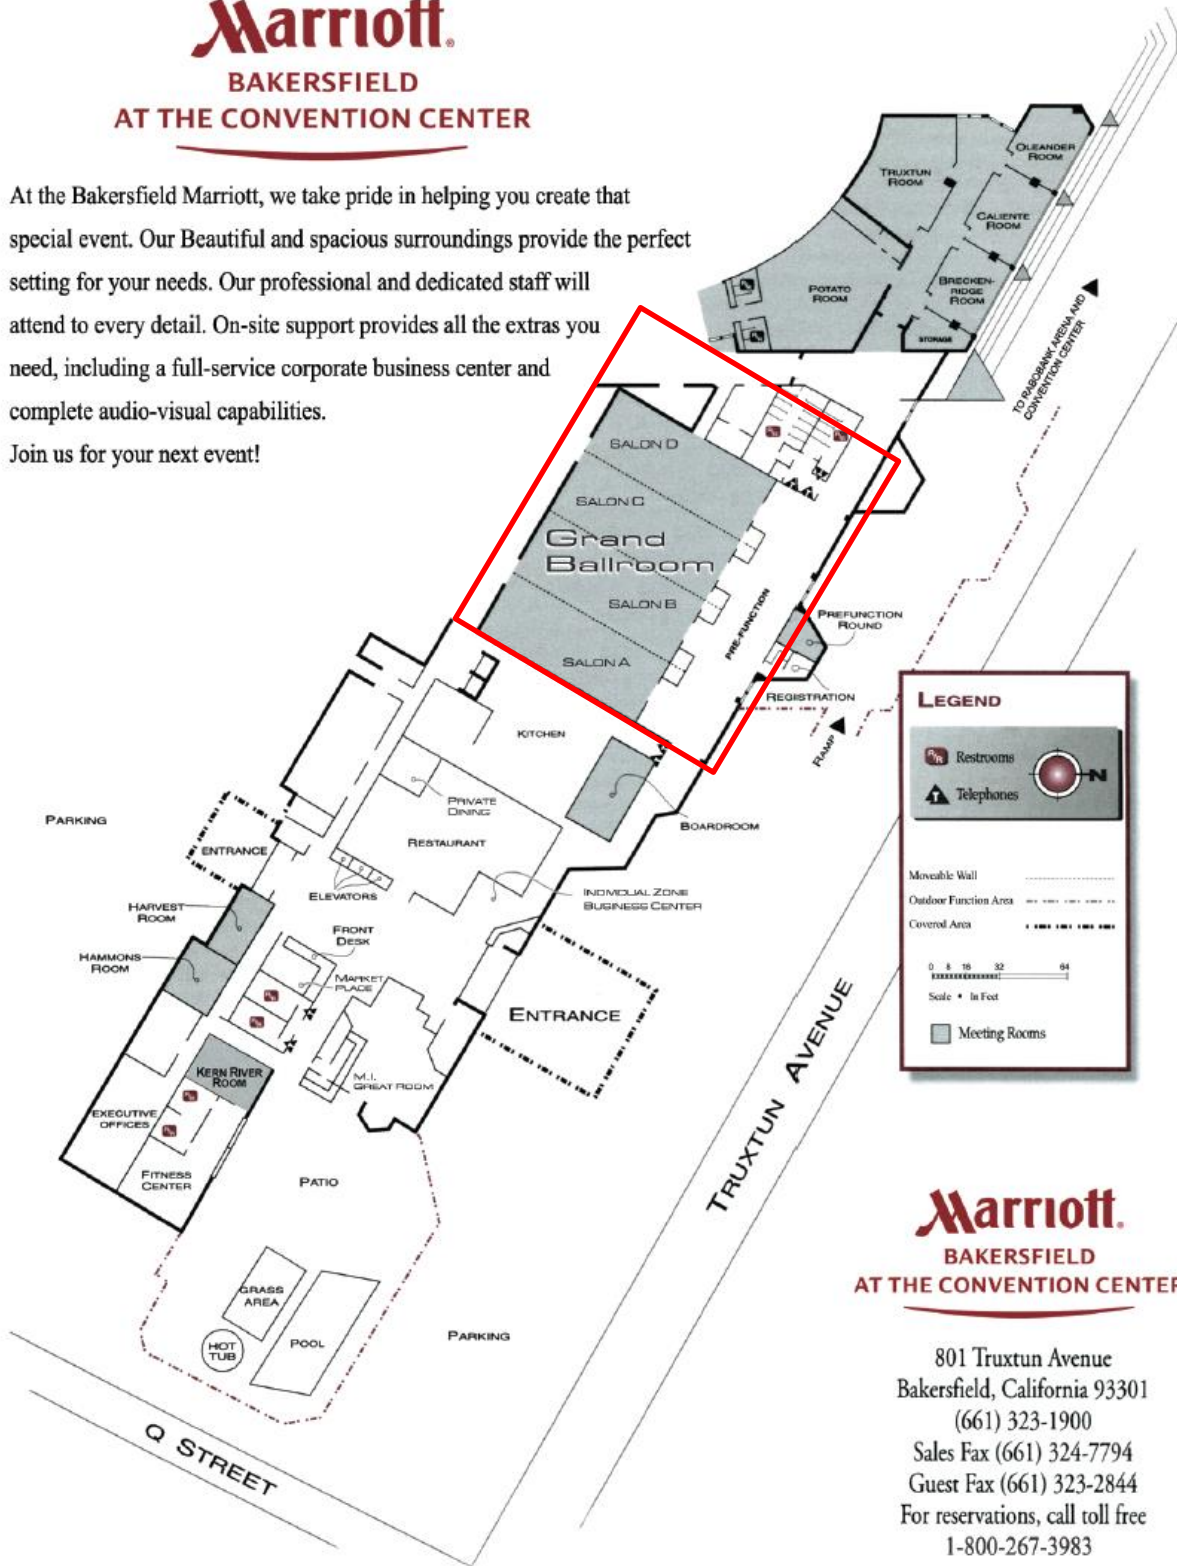 Marriott®
BAKERSFIELD
AT THE CONVENTION CENTER
At the Bakersfield Marriott, we take pride in helping you create that
special event. Our Beautiful and spacious surroundings provide the perfect
setting for your needs. Our professional and dedicated staff will
attend to every detail. On-site support provides all the extras you
need, including a full-service corporate business center and
complete audio-visual capabilities.
Join us for your next event!
OLEANDER
ROOM
TRUXTUN
ROOM
CALIENTE
ROOM
BRECKEN-
RIDGE
ROOM
POTATO
ROOM
STORAGE
TO RABOBANK ARENA AND
CONVENTION CENTER
SALON D
SALON C
Grand
Ballroom
SALON B
SALON A
PRE-FUNCTION
PREFUNCTION
ROUND
REGISTRATION
RAMP
KITCHEN
PRIVATE
DINING
RESTAURANT
BOARDROOM
PARKING
ENTRANCE
ELEVATORS
INDIVIDUAL ZONE
BUSINESS CENTER
HARVEST
ROOM
FRONT
DESK
HAMMONS
ROOM
MARKET
PLACE
ENTRANCE
KERN RIVER
ROOM
M.I.
GREAT ROOM
EXECUTIVE
OFFICES
FITNESS
CENTER
PATIO
GRASS
AREA
HOT
TUB
POOL
PARKING
Q STREET
TRUXTUN AVENUE
LEGEND
R/R Restrooms
T Telephones
N
Moveable Wall
Outdoor Function Area
Covered Area
0 8 16 32 64
Scale • In Feet
Meeting Rooms
Marriott®
BAKERSFIELD
AT THE CONVENTION CENTER
801 Truxtun Avenue
Bakersfield, California 93301
(661) 323-1900
Sales Fax (661) 324-7794
Guest Fax (661) 323-2844
For reservations, call toll free
1-800-267-3983